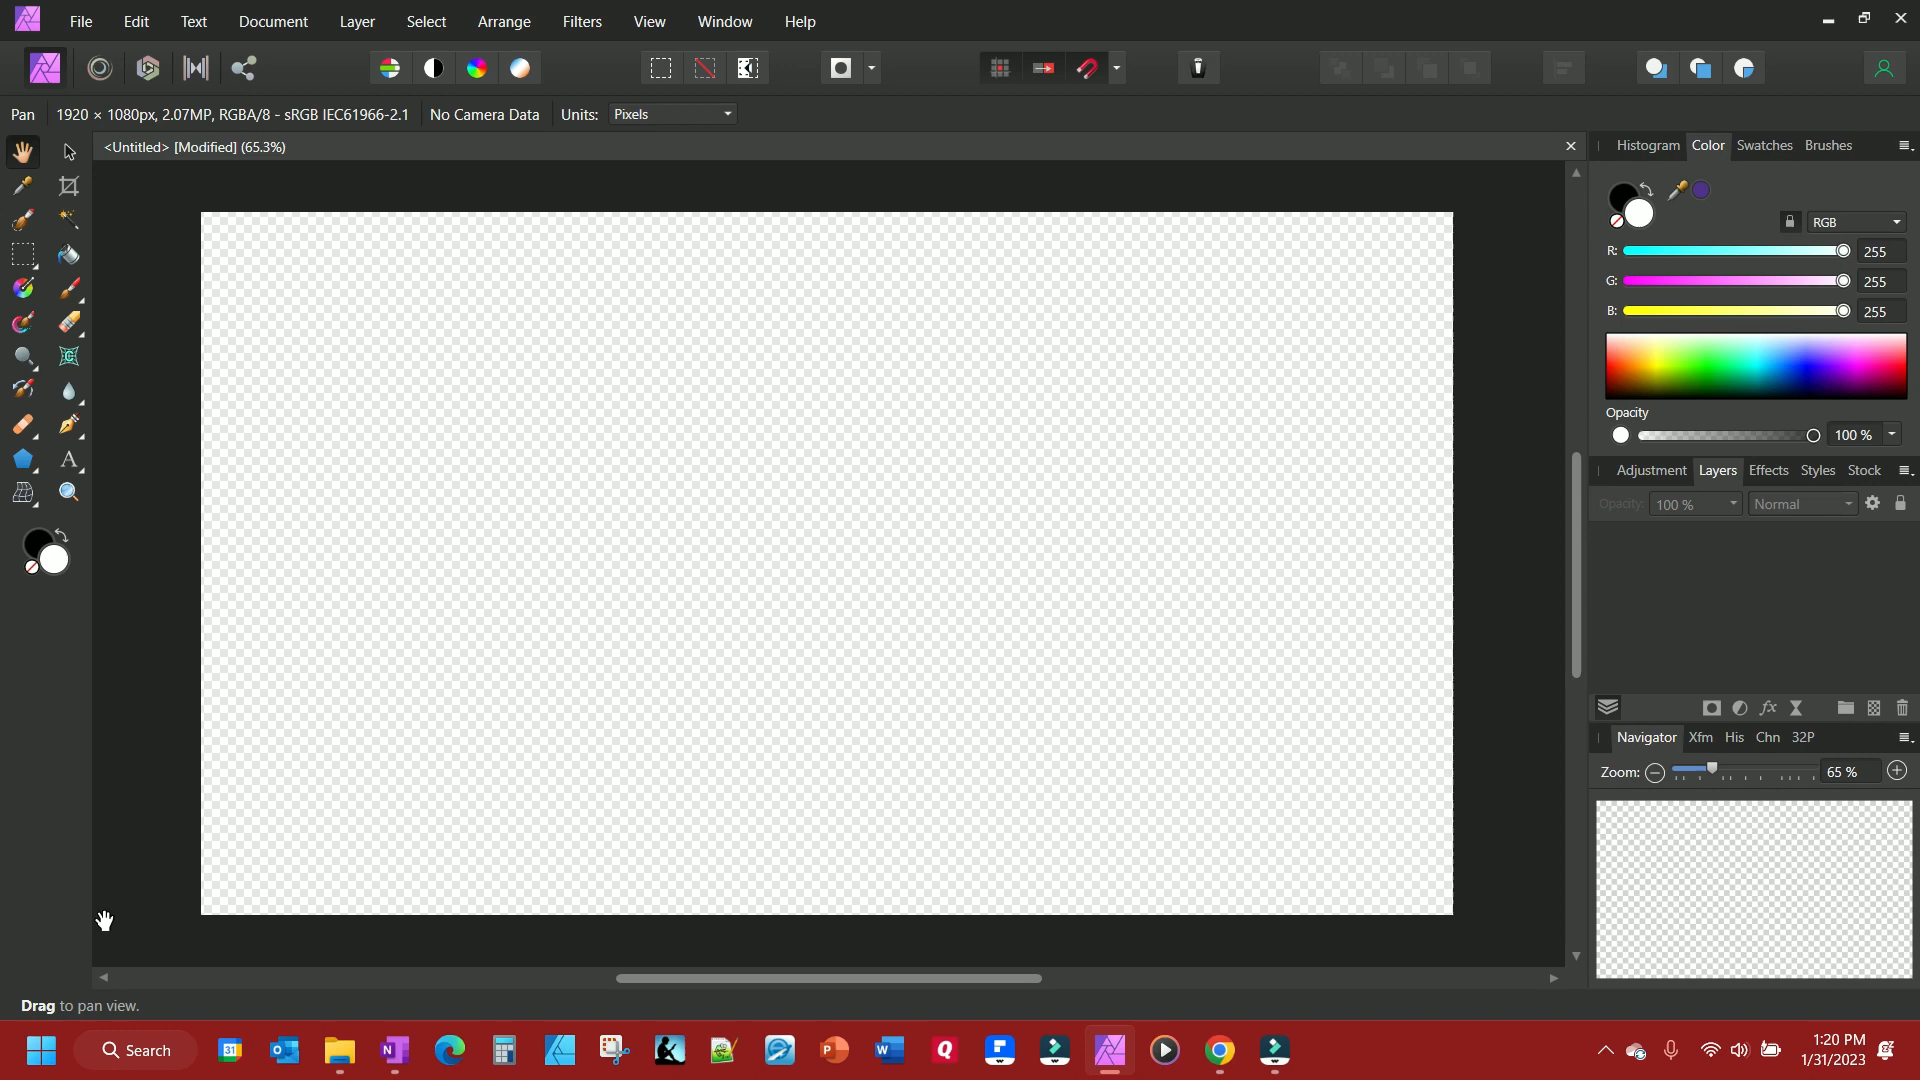 File Edit Text Document Layer Select Arrange Filters View Window Help
Pan 1920 × 1080px, 2.07MP, RGBA/8 - sRGB IEC61966-2.1 No Camera Data Units: Pixels
<Untitled> [Modified] (65.3%)
Histogram Color Swatches Brushes
RGB
R: 255
G: 255
B: 255
Opacity
100 %
Adjustment Layers Effects Styles Stock
Opacity: 100 % Normal
fx
Navigator Xfm His Chn 32P
Zoom: 65 %
Drag to pan view.
Search
31
N
P
W
Q
1:20 PM
1/31/2023